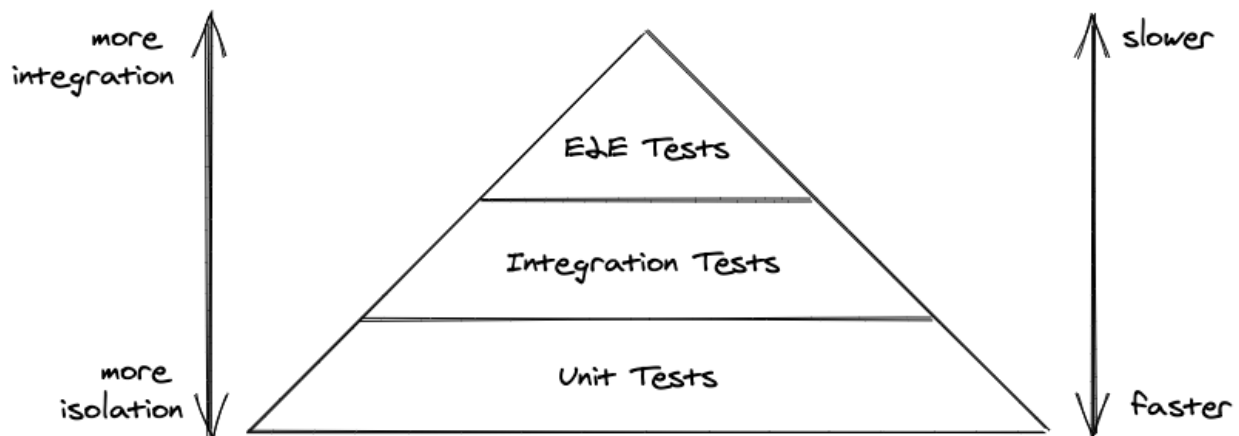 more
integration
slower
E2E Tests
Integration Tests
Unit Tests
more
isolation
faster